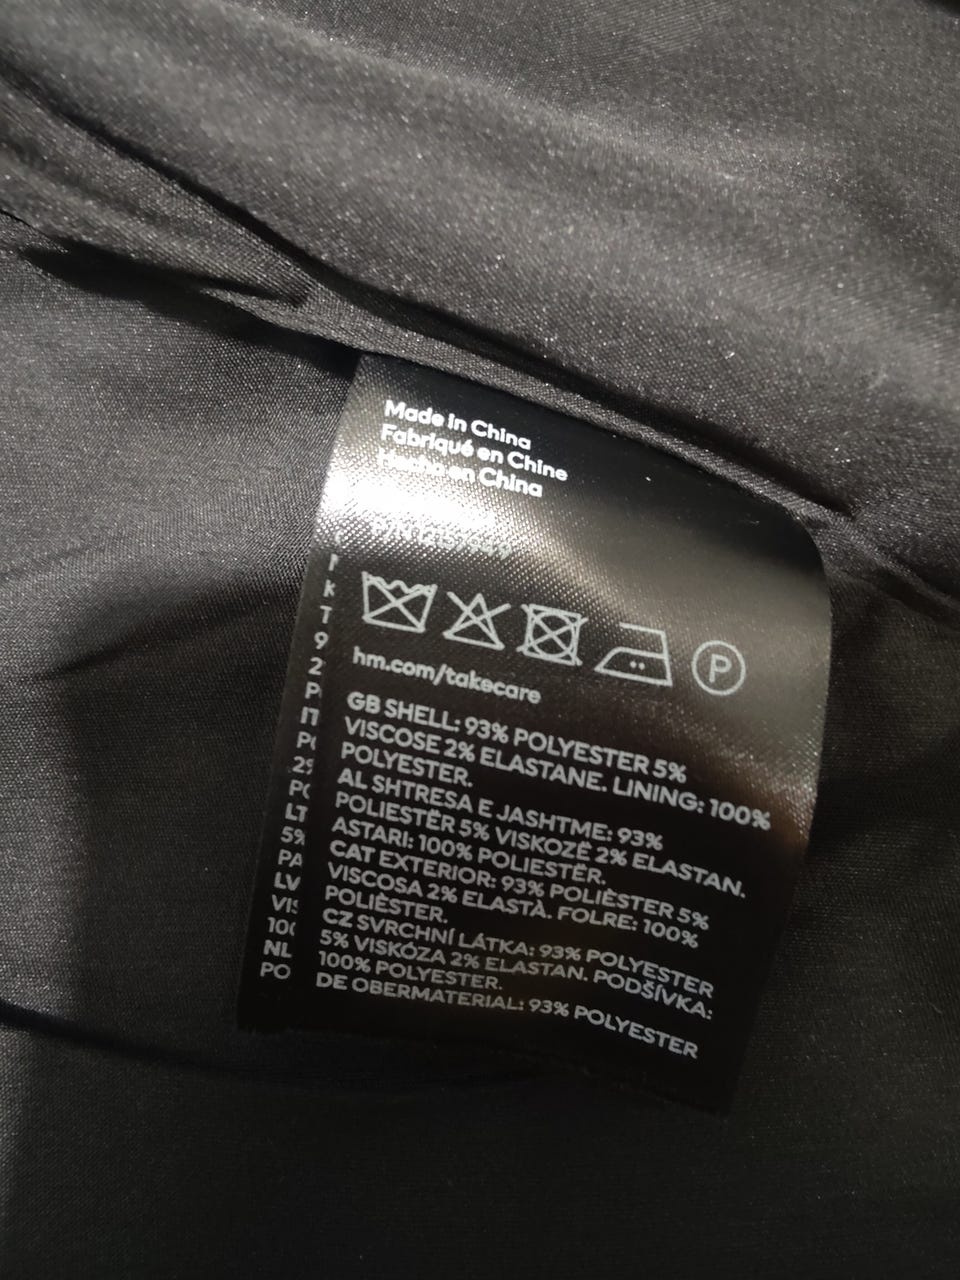 Made in China
Fabriqué en Chine
Hecho en China
hm.com/takecare
GB SHELL: 93% POLYESTER 5%
VISCOSE 2% ELASTANE. LINING: 100%
POLYESTER.
AL SHTRESA E JASHTME: 93%
POLIESTËR 5% VISKOZË 2% ELASTAN.
ASTARI: 100% POLIESTËR.
CAT EXTERIOR: 93% POLIÈSTER 5%
VISCOSA 2% ELASTÀ. FOLRE: 100%
POLIÈSTER.
CZ SVRCHNÍ LÁTKA: 93% POLYESTER
5% VISKÓZA 2% ELASTAN. PODŠÍVKA:
100% POLYESTER.
DE OBERMATERIAL: 93% POLYESTER
P